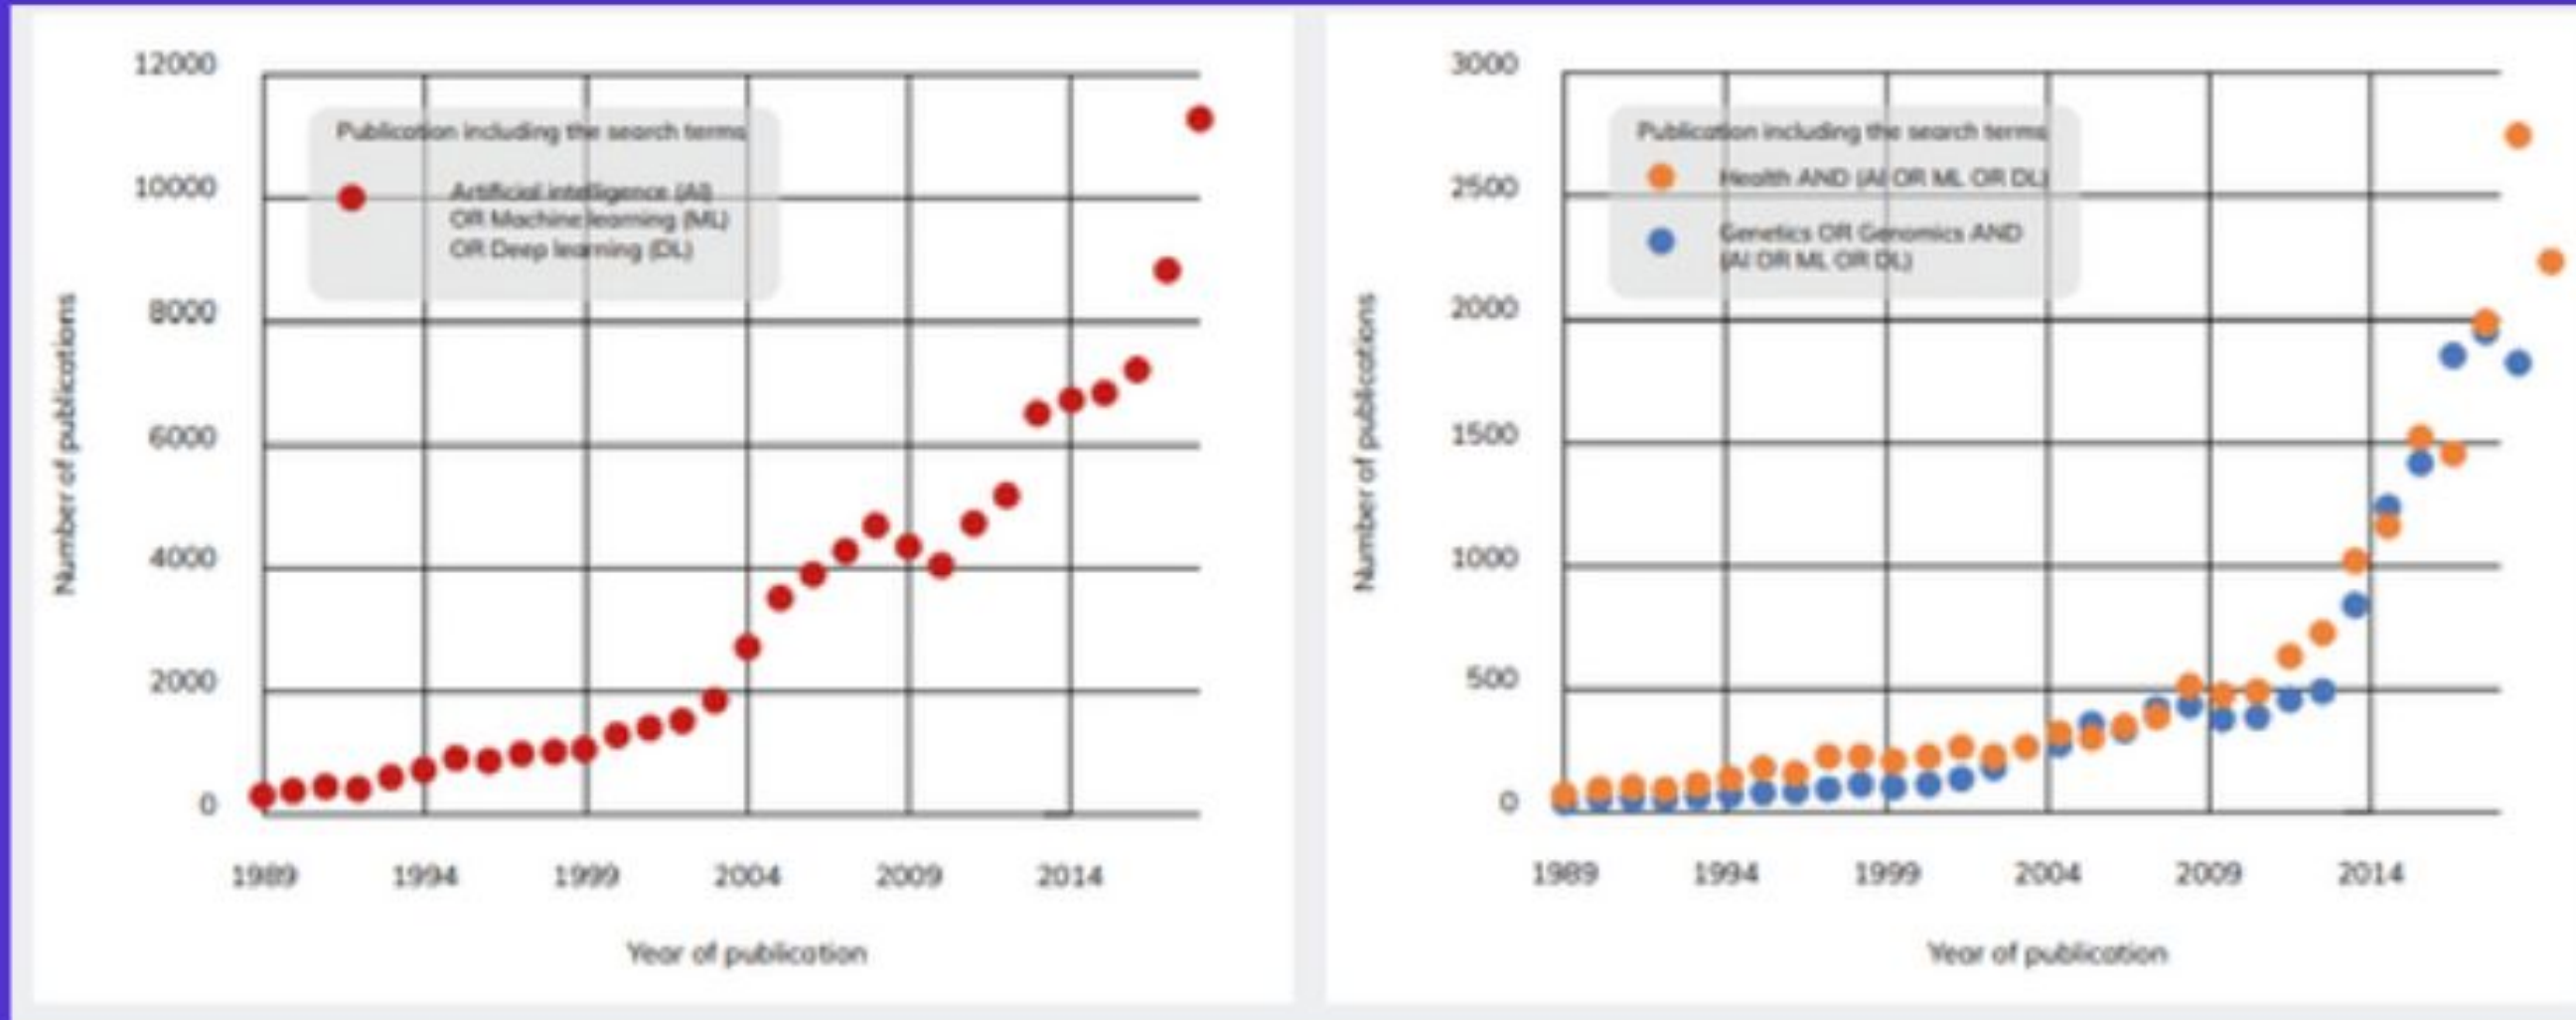 12000
10000
8000
6000
4000
2000
0
Number of publications
Publication including the search terms
Artificial intelligence (AI)
OR Machine learning (ML)
OR Deep learning (DL)
1989 1994 1999 2004 2009 2014
Year of publication
3000
2500
2000
1500
1000
500
0
Number of publications
Publication including the search terms
Health AND (AI OR ML OR DL)
Genetics OR Genomics AND
(AI OR ML OR DL)
1989 1994 1999 2004 2009 2014
Year of publication